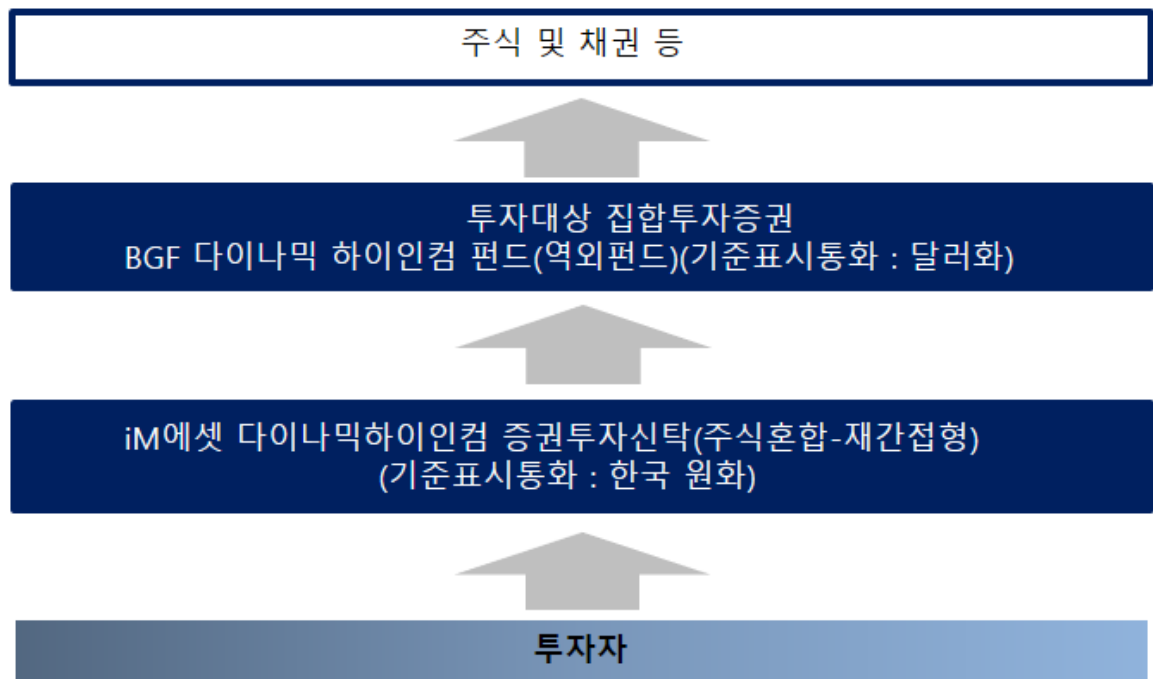 주식 및 채권 등
투자대상 집합투자증권
BGF 다이나믹 하이인컴 펀드(역외펀드)(기준표시통화 : 달러화)
iM에셋 다이나믹하이인컴 증권투자신탁(주식혼합-재간접형)
(기준표시통화 : 한국 원화)
투자자